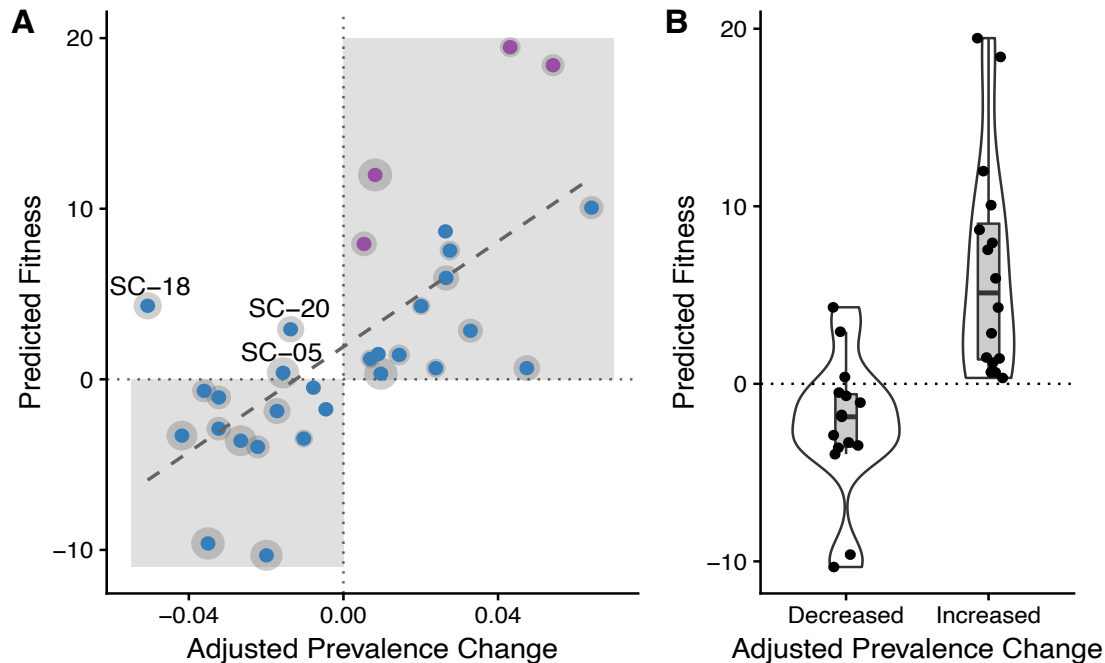 A
20
10
0
−10
Predicted Fitness
SC−18
SC−20
SC−05
−0.04
0.00
0.04
Adjusted Prevalence Change
B
20
10
0
−10
Predicted Fitness
Decreased
Increased
Adjusted Prevalence Change